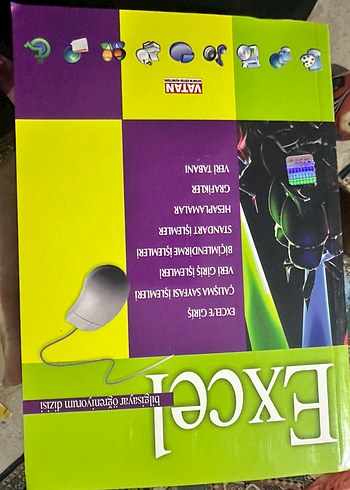 Excel
bilgisayar öğreniyorum dizisi
EXCEL'E GİRİŞ
ÇALIŞMA SAYFASI İŞLEMLERİ
VERİ GİRİŞ İŞLEMLERİ
BİÇİMLENDİRME İŞLEMLERİ
STANDART İŞLEMLER
HESAPLAMALAR
GRAFİKLER
VERİ TABANI
VATAN